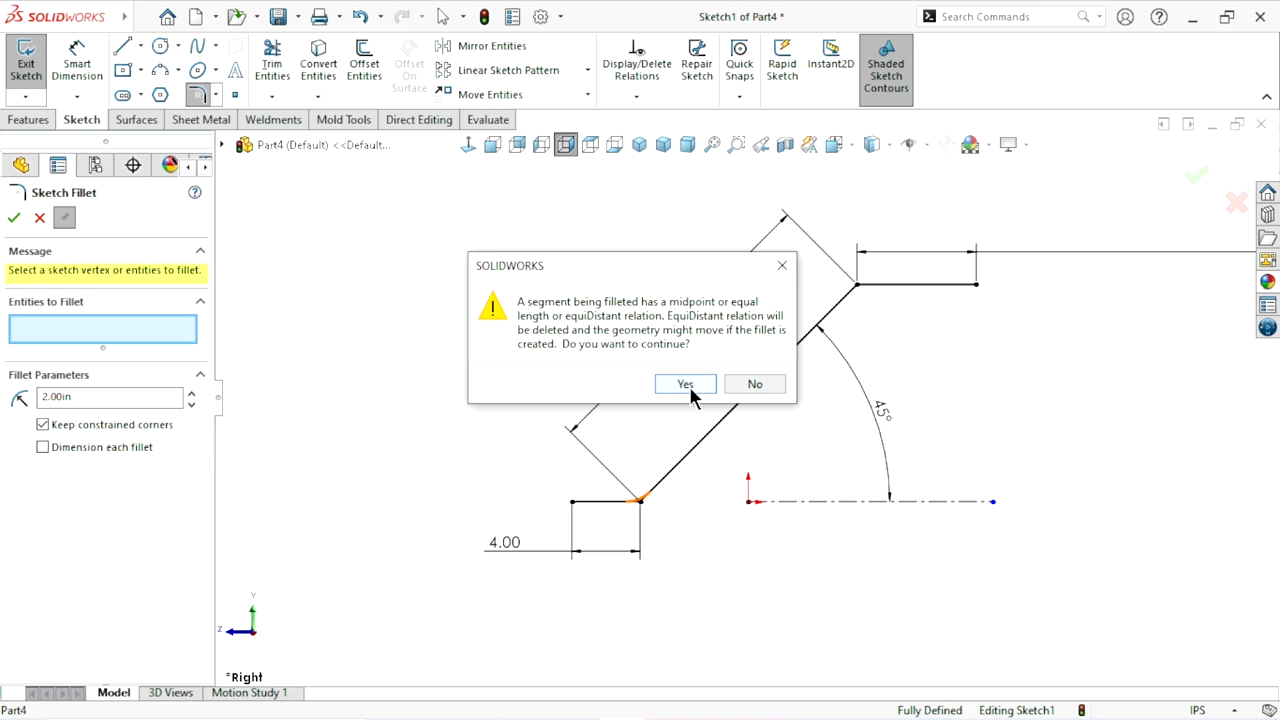 SOLIDWORKS
Sketch1 of Part4 *
Search Commands
Exit Sketch
Smart Dimension
Trim Entities
Convert Entities
Offset Entities
Offset On Surface
Mirror Entities
Linear Sketch Pattern
Move Entities
Display/Delete Relations
Repair Sketch
Quick Snaps
Rapid Sketch
Instant2D
Shaded Sketch Contours
Features
Sketch
Surfaces
Sheet Metal
Weldments
Mold Tools
Direct Editing
Evaluate
Part4 (Default) <<Default...
Sketch Fillet
Message
Select a sketch vertex or entities to fillet.
Entities to Fillet
Fillet Parameters
2.00in
Keep constrained corners
Dimension each fillet
SOLIDWORKS
A segment being filleted has a midpoint or equal
length or equiDistant relation. EquiDistant relation will
be deleted and the geometry might move if the fillet is
created. Do you want to continue?
Yes
No
45°
4.00
Y
Z
*Right
Model
3D Views
Motion Study 1
Part4
Fully Defined
Editing Sketch1
IPS